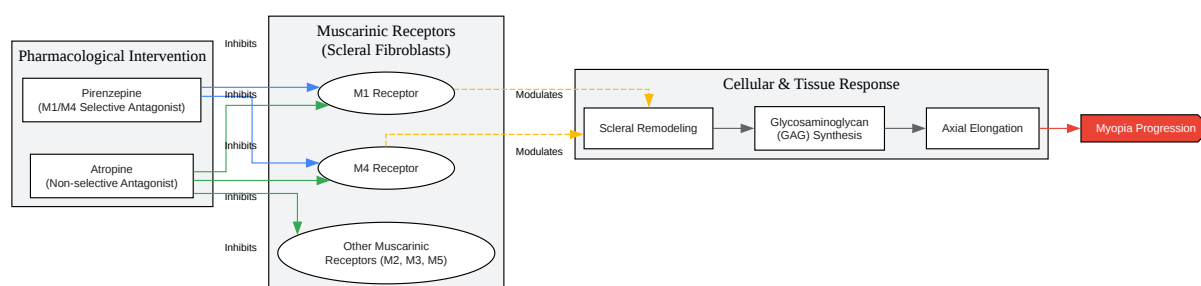 Pharmacological Intervention
Pirenzepine
(M1/M4 Selective Antagonist)
Atropine
(Non-selective Antagonist)
Inhibits
Inhibits
Inhibits
Inhibits
Inhibits
Muscarinic Receptors
(Scleral Fibroblasts)
M1 Receptor
M4 Receptor
Other Muscarinic
Receptors (M2, M3, M5)
Modulates
Modulates
Cellular & Tissue Response
Scleral Remodeling
Glycosaminoglycan
(GAG) Synthesis
Axial Elongation
Myopia Progression